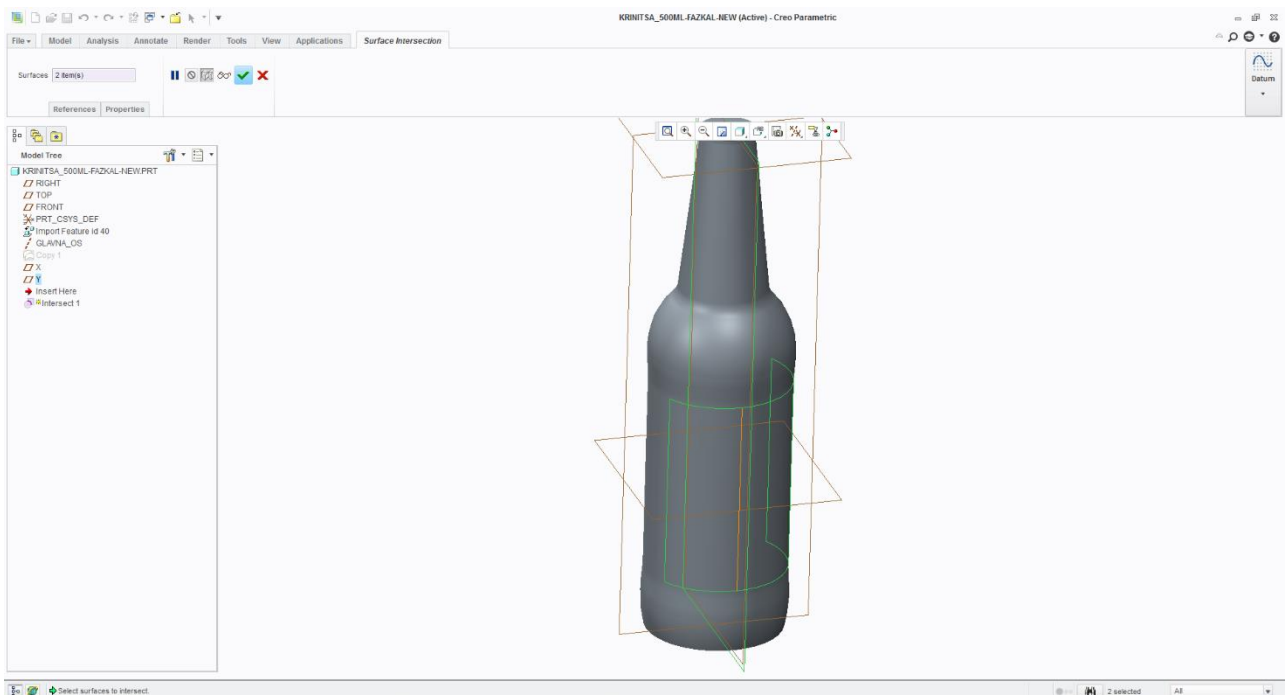 KRINITSA_500ML-FAZKAL-NEW (Active) - Creo Parametric
File Model Analysis Annotate Render Tools View Applications Surface Intersection
Surfaces 2 item(s)
References Properties
Datum
Model Tree
KRINITSA_500ML-FAZKAL-NEW.PRT
RIGHT
TOP
FRONT
PRT_CSYS_DEF
Import Feature id 40
GLAVNA_OS
Copy 1
X
Y
Insert Here
Intersect 1
Select surfaces to intersect.
2 selected All